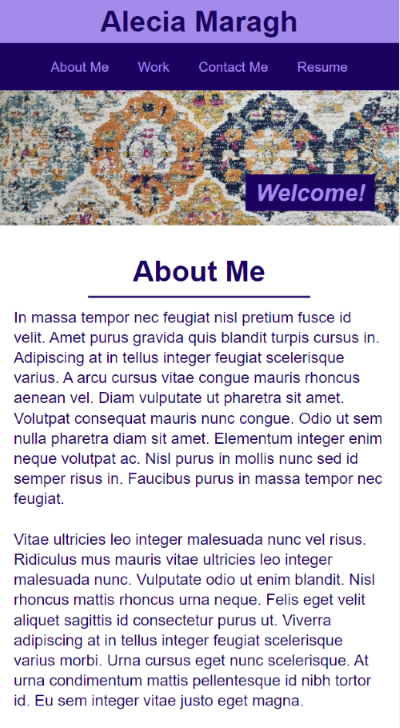 Alecia Maragh
About Me Work Contact Me Resume
Welcome!
About Me
In massa tempor nec feugiat nisl pretium fusce id
velit. Amet purus gravida quis blandit turpis cursus in.
Adipiscing at in tellus integer feugiat scelerisque
varius. A arcu cursus vitae congue mauris rhoncus
aenean vel. Diam vulputate ut pharetra sit amet.
Volutpat consequat mauris nunc congue. Odio ut sem
nulla pharetra diam sit amet. Elementum integer enim
neque volutpat ac. Nisl purus in mollis nunc sed id
semper risus in. Faucibus purus in massa tempor nec
feugiat.
Vitae ultricies leo integer malesuada nunc vel risus.
Ridiculus mus mauris vitae ultricies leo integer
malesuada nunc. Vulputate odio ut enim blandit. Nisl
rhoncus mattis rhoncus urna neque. Felis eget velit
aliquet sagittis id consectetur purus ut. Viverra
adipiscing at in tellus integer feugiat scelerisque
varius morbi. Urna cursus eget nunc scelerisque. At
urna condimentum mattis pellentesque id nibh tortor
id. Eu sem integer vitae justo eget magna.